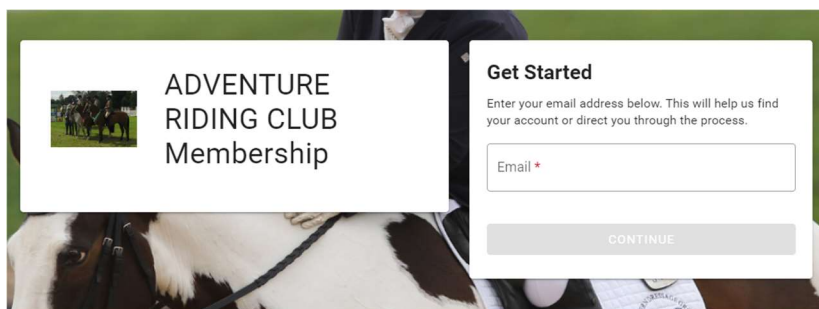 ADVENTURE
RIDING CLUB
Membership
Get Started
Enter your email address below. This will help us find
your account or direct you through the process.
Email *
CONTINUE